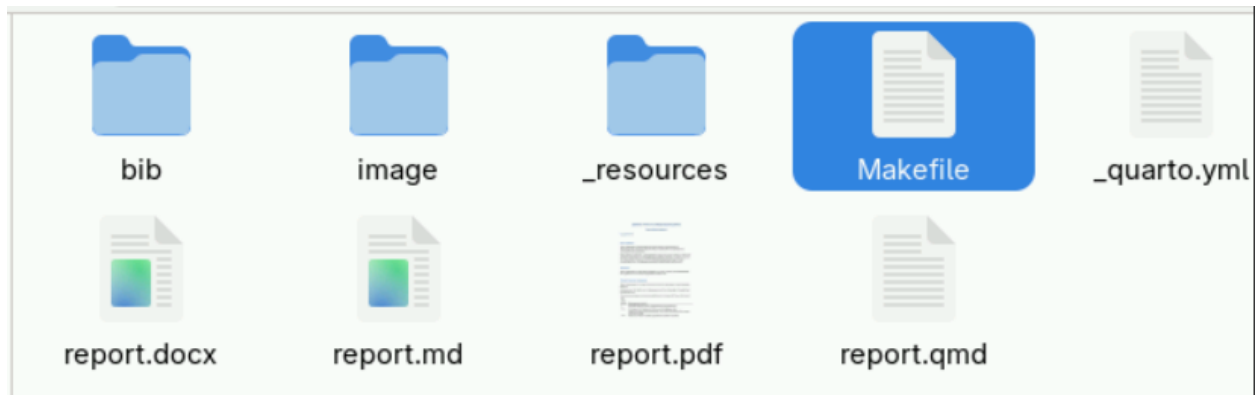 bib image _resources Makefile _quarto.yml
report.docx report.md report.pdf report.qmd